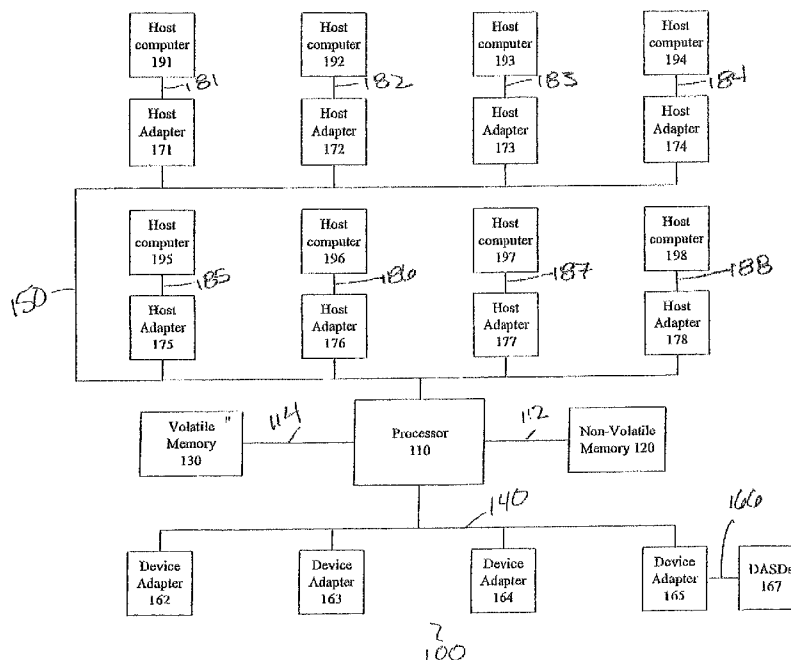 Host Host Host Host
computer computer computer computer
191 192 193 194
181 182 183 184
Host Host Host Host
Adapter Adapter Adapter Adapter
171 172 173 174
Host Host Host Host
computer computer computer computer
195 196 197 198
150 185 186 187 188
Host Host Host Host
Adapter Adapter Adapter Adapter
175 176 177 178
Volatile Memory 130
114
Processor
110
112
Non-Volatile
Memory 120
140
166
Device Device Device Device
Adapter Adapter Adapter Adapter
162 163 164 165
DASDs
167
100